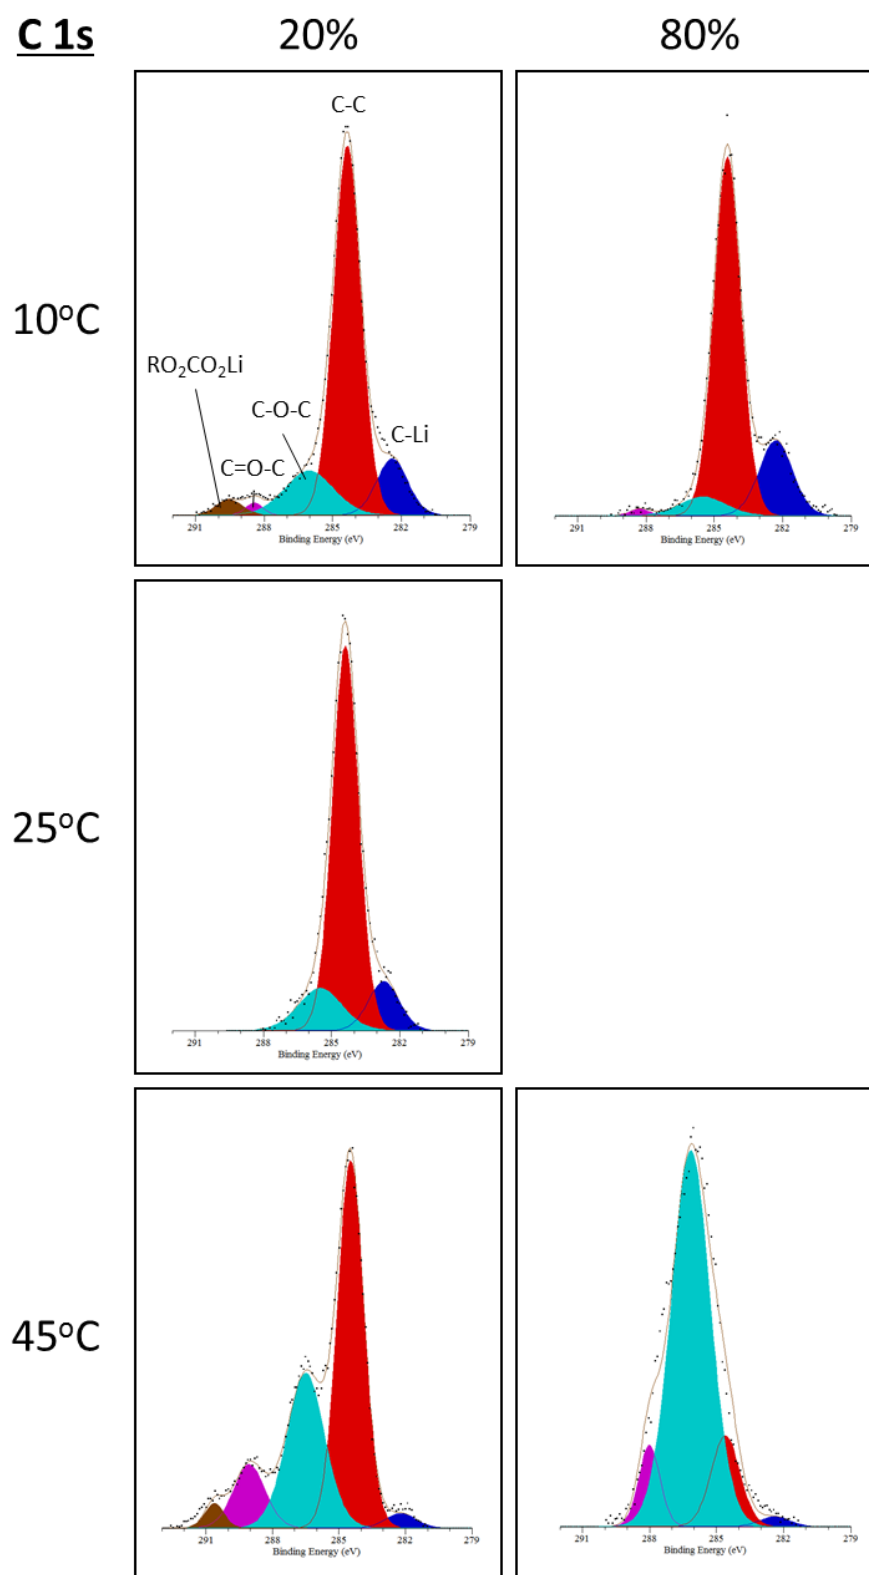 C 1s 20% 80%
C-C
10°C
RO₂CO₂Li
C-O-C
C-Li
C=O-C
291 288 285 282 279
Binding Energy (eV)
291 288 285 282 279
Binding Energy (eV)
25°C
291 288 285 282 279
Binding Energy (eV)
45°C
291 288 285 282 279
Binding Energy (eV)
291 288 285 282 279
Binding Energy (eV)